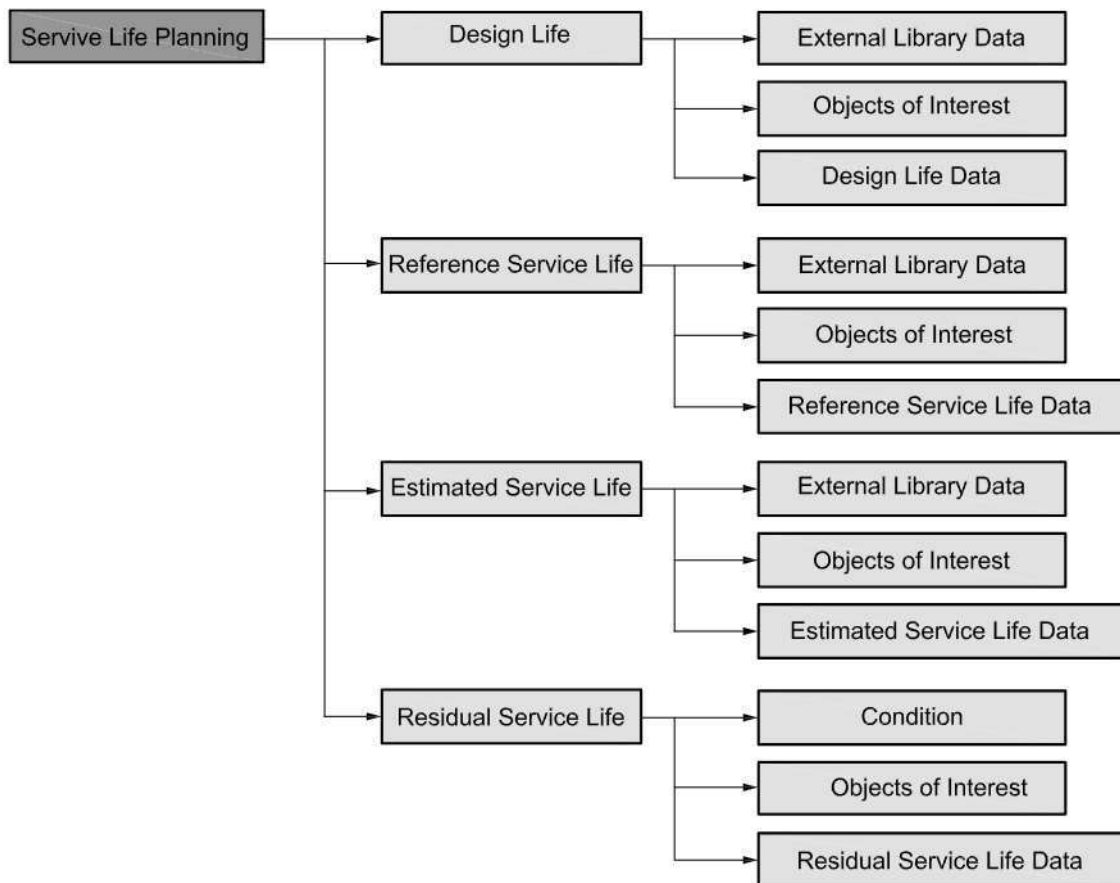 Servive Life Planning
Design Life
External Library Data
Objects of Interest
Design Life Data
Reference Service Life
External Library Data
Objects of Interest
Reference Service Life Data
Estimated Service Life
External Library Data
Objects of Interest
Estimated Service Life Data
Residual Service Life
Condition
Objects of Interest
Residual Service Life Data